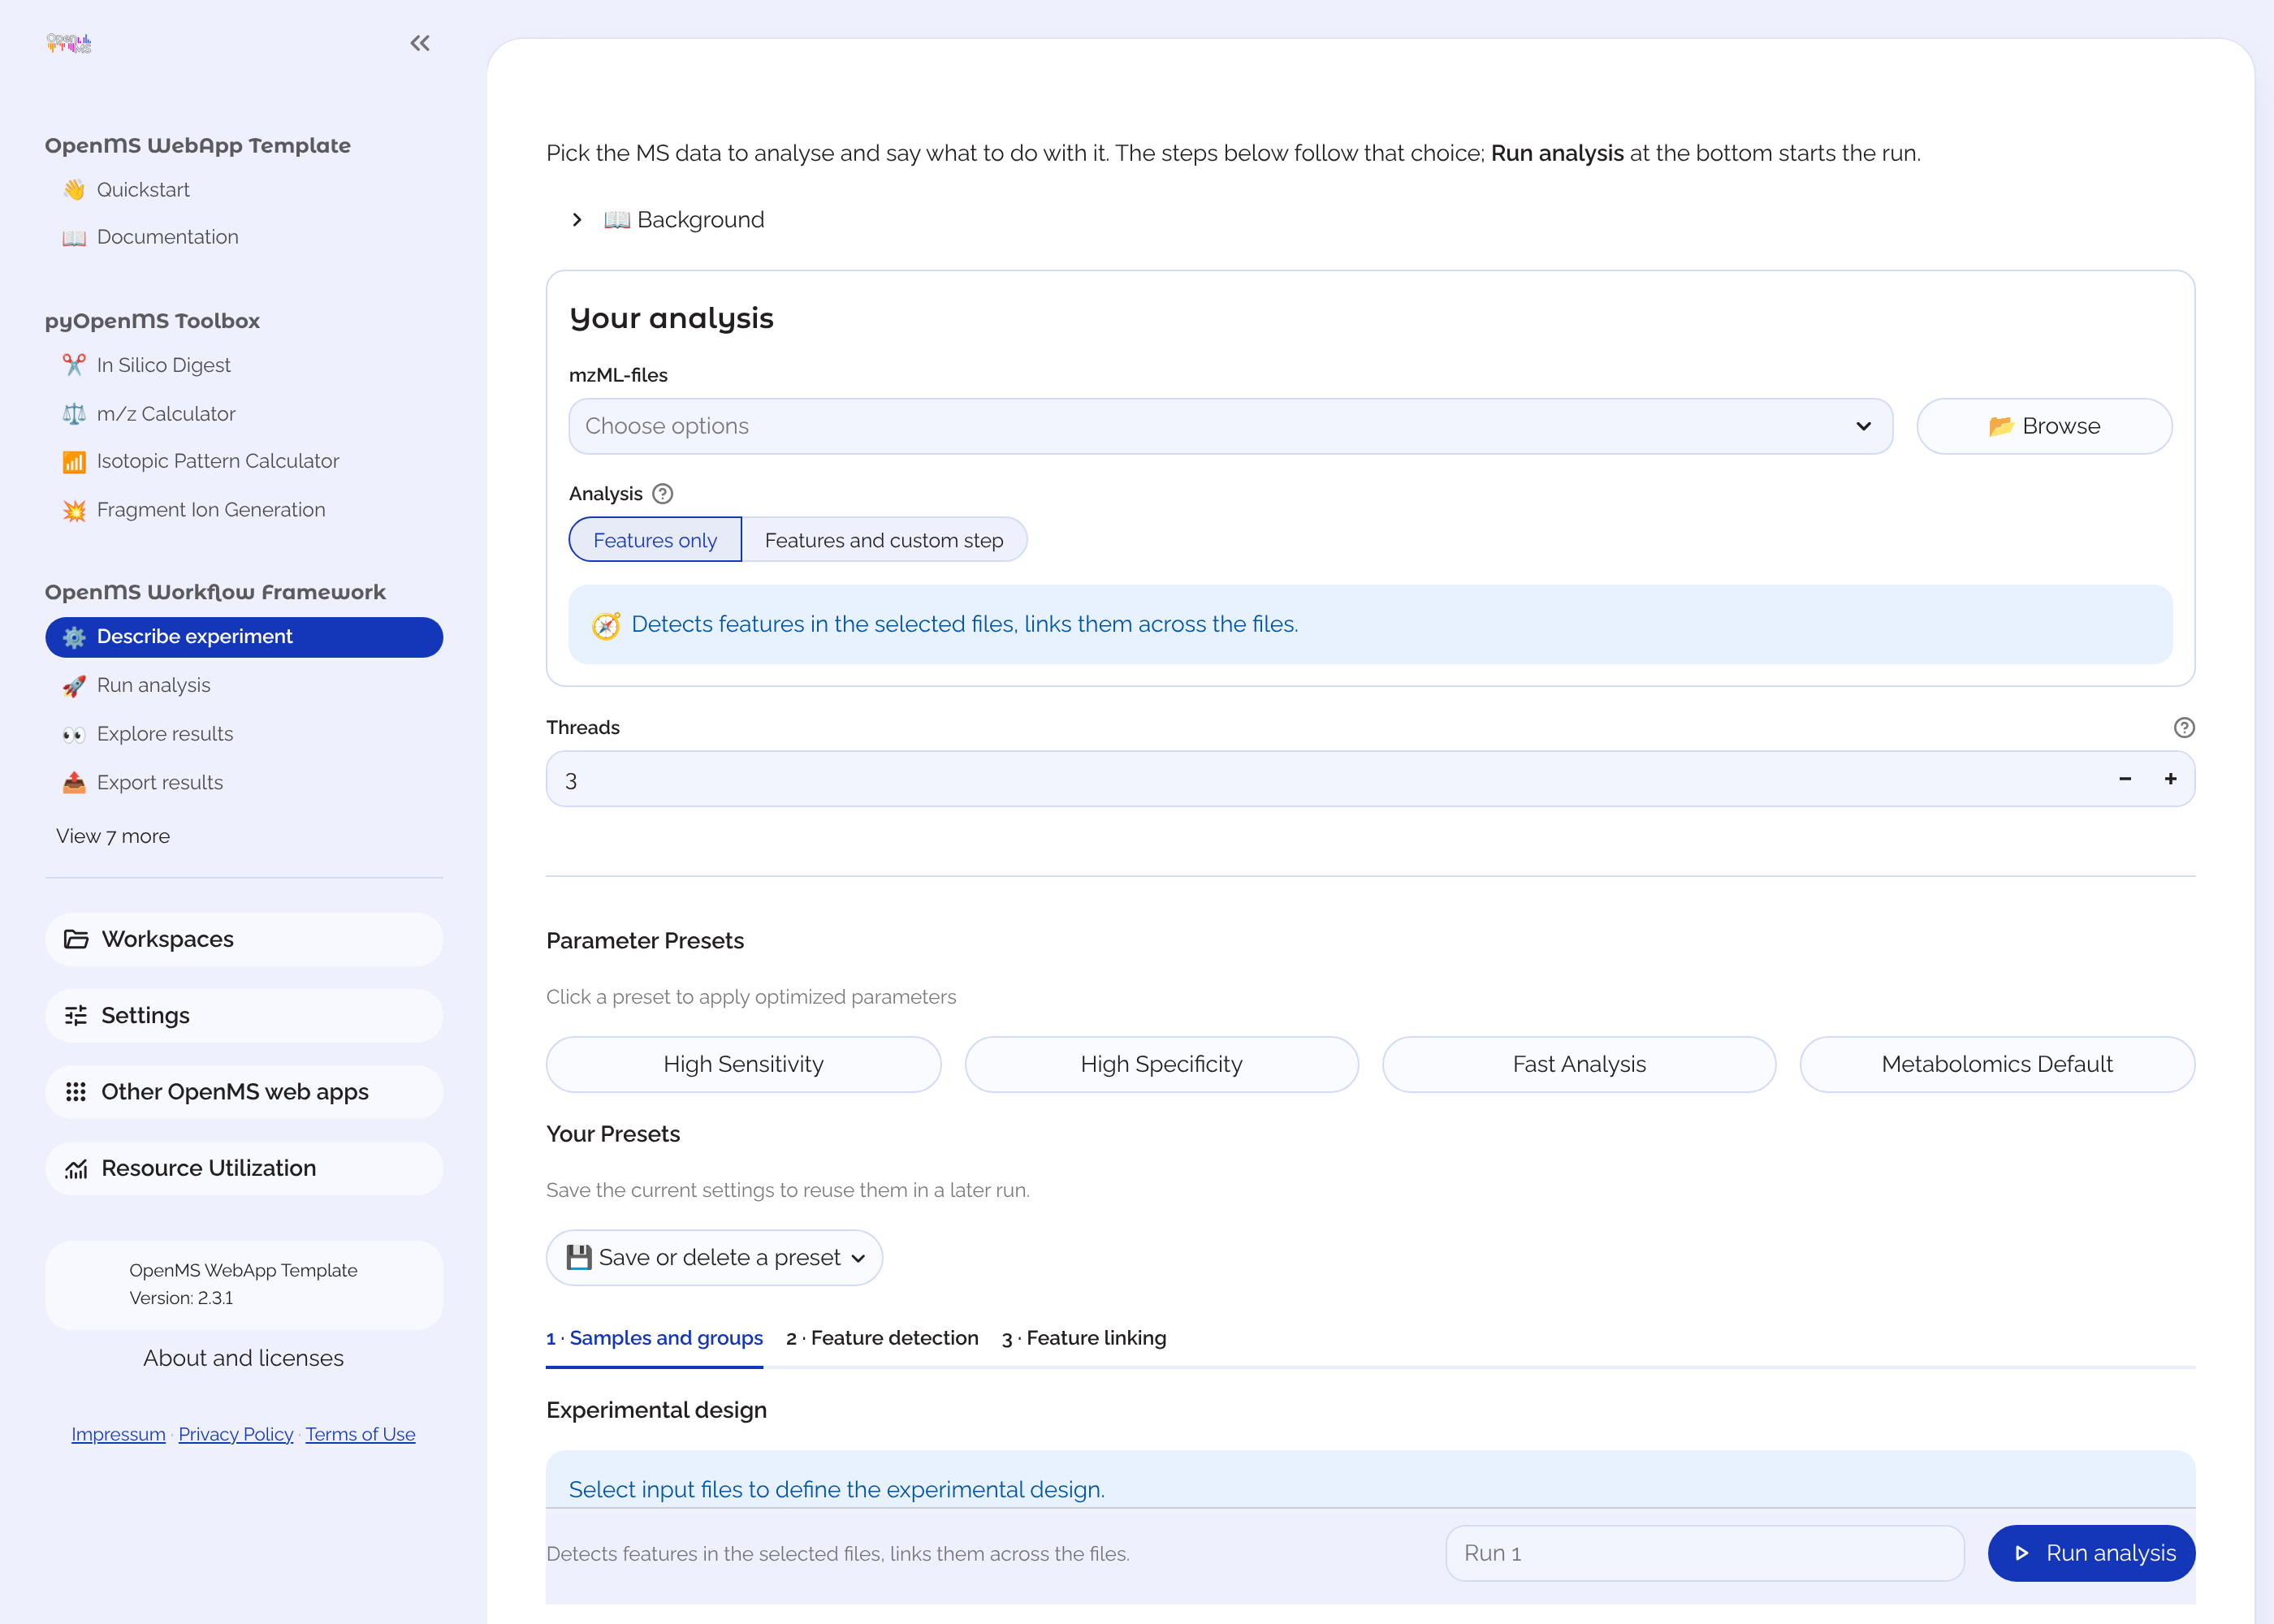 OpenMS
OpenMS WebApp Template
Quickstart
Documentation
pyOpenMS Toolbox
In Silico Digest
m/z Calculator
Isotopic Pattern Calculator
Fragment Ion Generation
OpenMS Workflow Framework
Describe experiment
Run analysis
Explore results
Export results
View 7 more
Workspaces
Settings
Other OpenMS web apps
Resource Utilization
OpenMS WebApp Template
Version: 2.3.1
About and licenses
Impressum · Privacy Policy · Terms of Use
Pick the MS data to analyse and say what to do with it. The steps below follow that choice; Run analysis at the bottom starts the run.
Background
Your analysis
mzML-files
Choose options
Browse
Analysis
Features only
Features and custom step
Detects features in the selected files, links them across the files.
Threads
3
Parameter Presets
Click a preset to apply optimized parameters
High Sensitivity
High Specificity
Fast Analysis
Metabolomics Default
Your Presets
Save the current settings to reuse them in a later run.
Save or delete a preset
1 · Samples and groups
2 · Feature detection
3 · Feature linking
Experimental design
Select input files to define the experimental design.
Detects features in the selected files, links them across the files.
Run 1
Run analysis